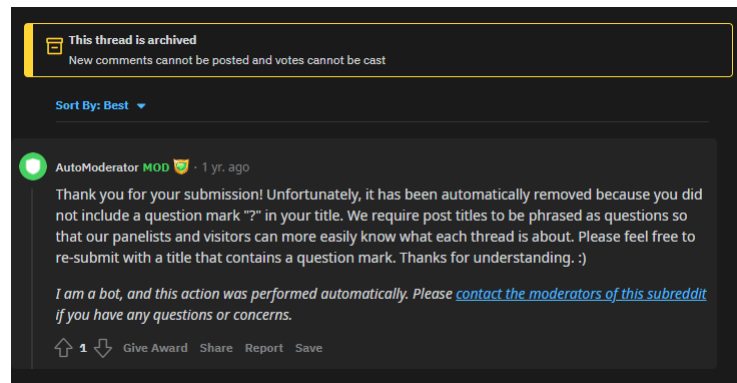 This thread is archived
New comments cannot be posted and votes cannot be cast
Sort By: Best
AutoModerator MOD · 1 yr. ago
Thank you for your submission! Unfortunately, it has been automatically removed because you did
not include a question mark "?" in your title. We require post titles to be phrased as questions so
that our panelists and visitors can more easily know what each thread is about. Please feel free to
re-submit with a title that contains a question mark. Thanks for understanding. :)
I am a bot, and this action was performed automatically. Please contact the moderators of this subreddit
if you have any questions or concerns.
1 Give Award Share Report Save